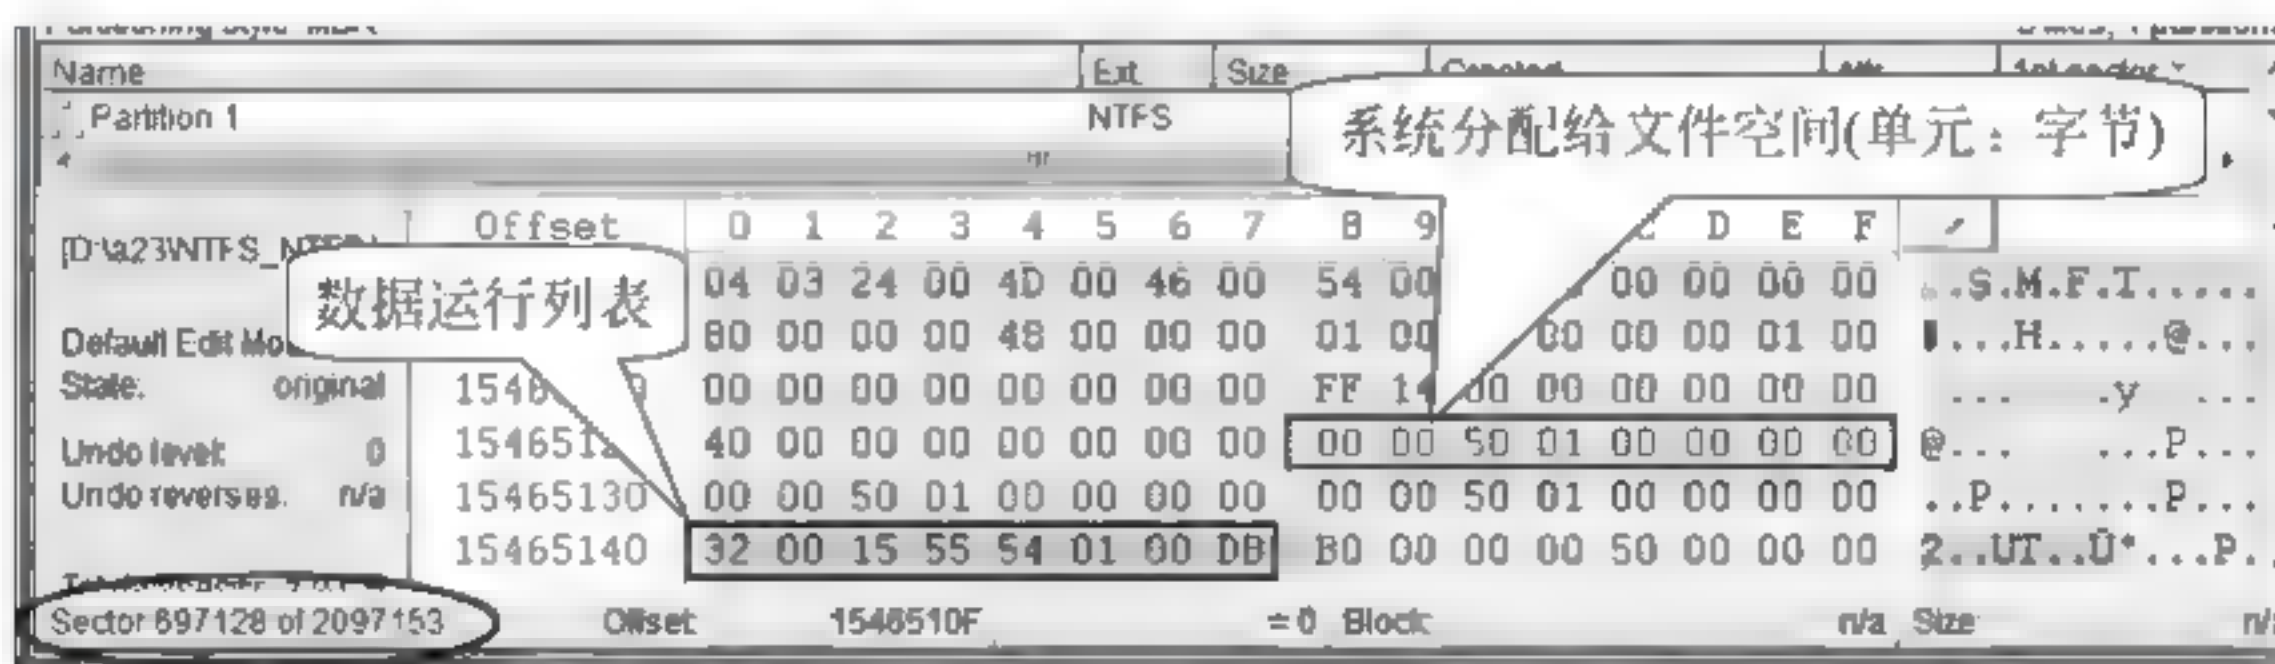 Name Ext. Size
Partition 1 NTFS
系统分配给文件空间(单元：字节)
Offset 0 1 2 3 4 5 6 7 8 9 D E F
数据运行列表
04 03 24 00 4D 00 46 00 54 00 00 00 00 00
Default Edit 80 00 00 00 48 00 00 00 01 00 00 00 01 00
State: original 00 00 00 00 00 00 00 00 FF 14 00 00 00 00 00 00
Undo level: 0 40 00 00 00 00 00 00 00 00 00 50 01 00 00 00 00 @... ...P...
Undo reverses: n/a 15465130 00 00 50 01 00 00 00 00 00 00 50 01 00 00 00 00 ..P.......P...
15465140 32 00 15 55 54 01 00 DB B0 00 00 00 50 00 00 00
Sector 697128 of 2097153 Offset: 1546510F = 0 Block: n/a Size: